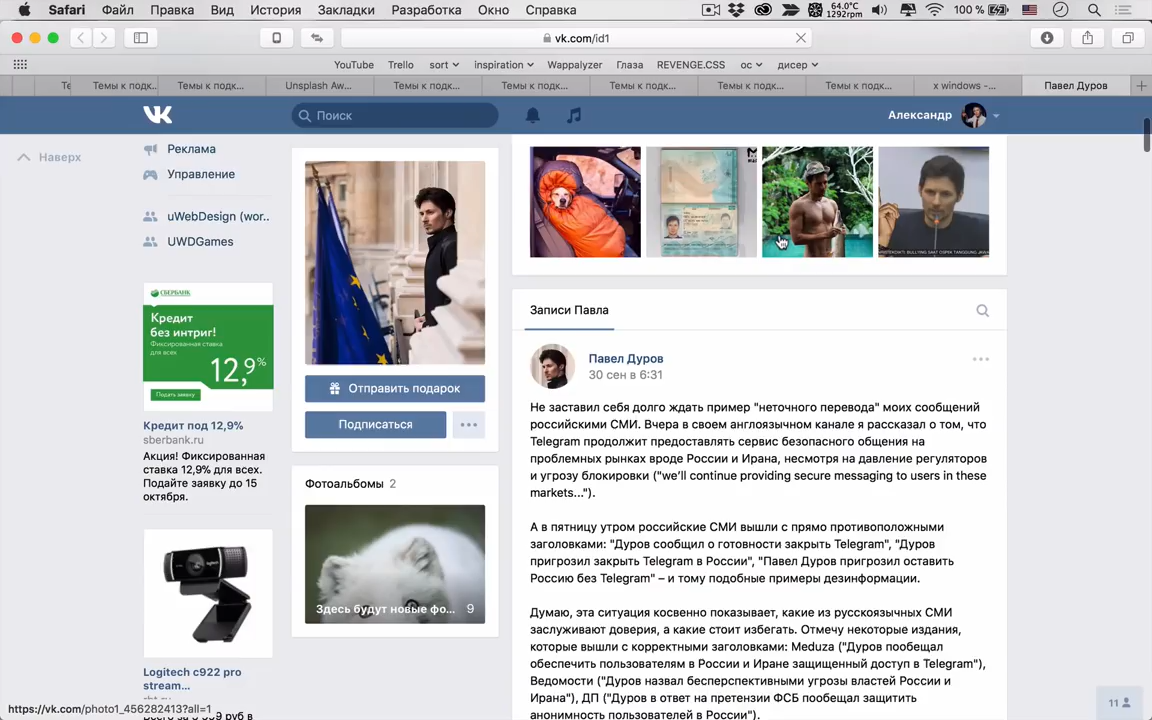 Safari Файл Правка Вид История Закладки Разработка Окно Справка
64.0°C
1292rpm
100 %
vk.com/id1
YouTube Trello sort inspiration Wappalyzer Глаза REVENGE.CSS ос дисер
Те Темы к подк... Темы к подк... Unsplash Aw... Темы к подк... Темы к подк... Темы к подк... Темы к подк... Темы к подк... x windows -... Павел Дуров
Поиск
Александр
Наверх
Реклама
Управление
uWebDesign (wor..
UWDGames
СБЕРБАНК
Кредит
без интриг!
Фиксированная ставка
для всех
12,9%
Подать заявку
Кредит под 12,9%
sberbank.ru
Акция! Фиксированная
ставка 12,9% для всех.
Подайте заявку до 15
октября.
Logitech c922 pro
stream...
Отправить подарок
Подписаться
Фотоальбомы 2
Здесь будут новые фо... 9
Записи Павла
Павел Дуров
30 сен в 6:31
Не заставил себя долго ждать пример "неточного перевода" моих сообщений
российскими СМИ. Вчера в своем англоязычном канале я рассказал о том, что
Telegram продолжит предоставлять сервис безопасного общения на
проблемных рынках вроде России и Ирана, несмотря на давление регуляторов
и угрозу блокировки ("we'll continue providing secure messaging to users in these
markets...").
А в пятницу утром российские СМИ вышли с прямо противоположными
заголовками: "Дуров сообщил о готовности закрыть Telegram", "Дуров
пригрозил закрыть Telegram в России", "Павел Дуров пригрозил оставить
Россию без Telegram" – и тому подобные примеры дезинформации.
Думаю, эта ситуация косвенно показывает, какие из русскоязычных СМИ
заслуживают доверия, а какие стоит избегать. Отмечу некоторые издания,
которые вышли с корректными заголовками: Meduza ("Дуров пообещал
обеспечить пользователям в России и Иране защищенный доступ в Telegram"),
Ведомости ("Дуров назвал бесперспективными угрозы властей России и
Ирана"), ДП ("Дуров в ответ на претензии ФСБ пообещал защитить
анонимность пользователей в России").
https://vk.com/photo1_456282413?all=1
11